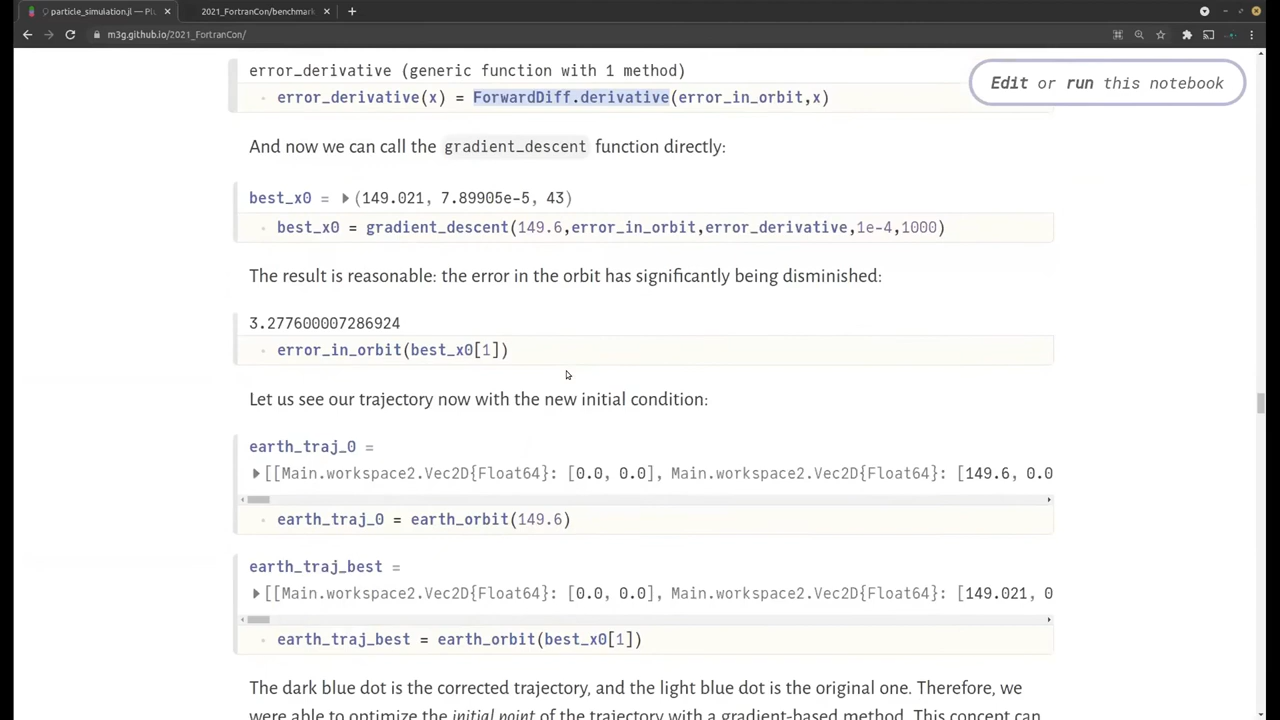 particle_simulation.jl — Pl
2021_FortranCon/benchmark
m3g.github.io/2021_FortranCon/
error_derivative (generic function with 1 method)
error_derivative(x) = ForwardDiff.derivative(error_in_orbit,x)
Edit or run this notebook
And now we can call the gradient_descent function directly:
best_x0 = (149.021, 7.89905e-5, 43)
best_x0 = gradient_descent(149.6,error_in_orbit,error_derivative,1e-4,1000)
The result is reasonable: the error in the orbit has significantly being disminished:
3.277600007286924
error_in_orbit(best_x0[1])
Let us see our trajectory now with the new initial condition:
earth_traj_0 =
[[Main.workspace2.Vec2D{Float64}: [0.0, 0.0], Main.workspace2.Vec2D{Float64}: [149.6, 0.0
earth_traj_0 = earth_orbit(149.6)
earth_traj_best =
[[Main.workspace2.Vec2D{Float64}: [0.0, 0.0], Main.workspace2.Vec2D{Float64}: [149.021, 0
earth_traj_best = earth_orbit(best_x0[1])
The dark blue dot is the corrected trajectory, and the light blue dot is the original one. Therefore, we
were able to optimize the initial point of the trajectory with a gradient-based method. This concept can